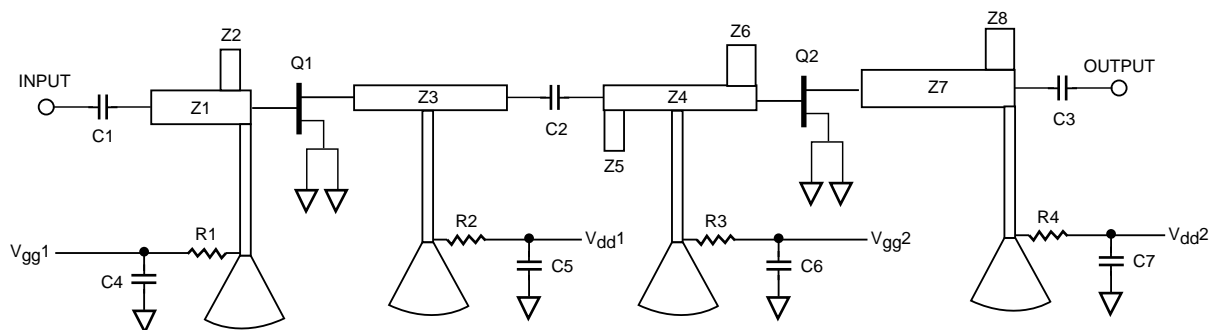 Z2
Z6
Z8
INPUT
Q1
Q2
OUTPUT
Z1
Z3
Z4
Z7
C1
C2
C3
Z5
R1
R2
R3
R4
Vgg1
Vdd1
Vgg2
Vdd2
C4
C5
C6
C7